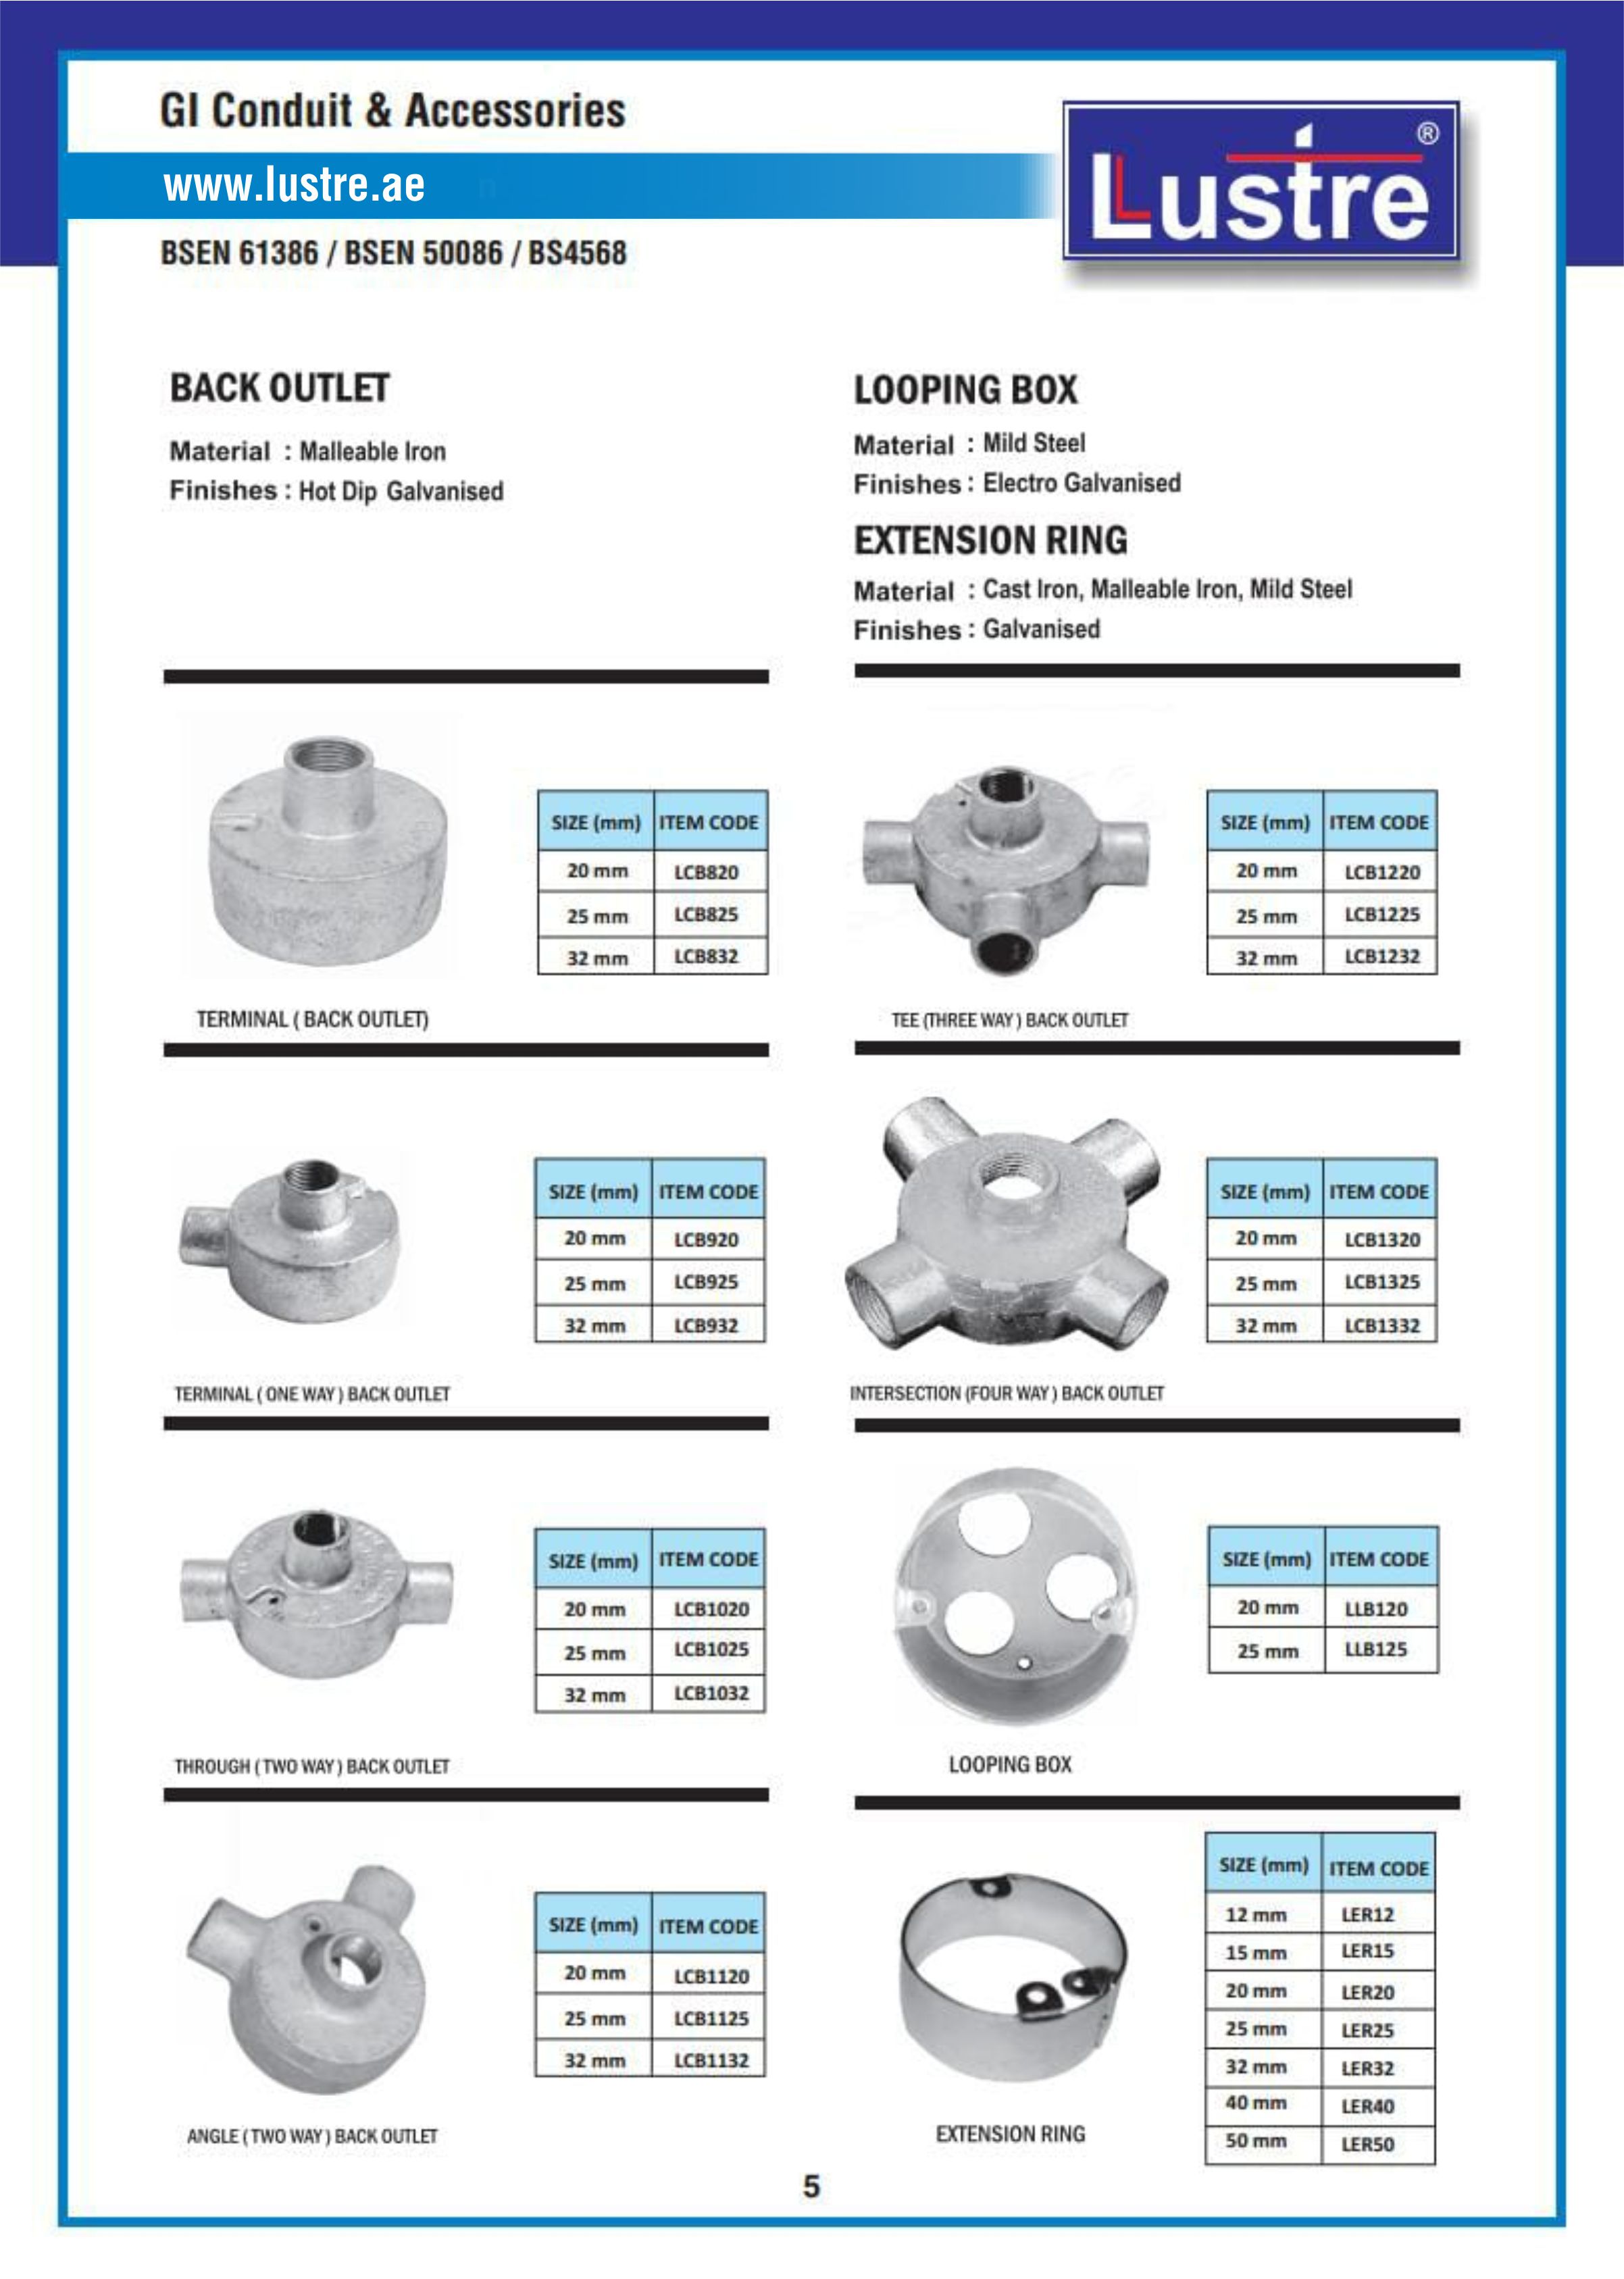 GI Conduit & Accessories
www.lustre.ae
BSEN 61386 / BSEN 50086 / BS4568
Lustre ®
BACK OUTLET
Material : Malleable Iron
Finishes : Hot Dip Galvanised
LOOPING BOX
Material : Mild Steel
Finishes : Electro Galvanised
EXTENSION RING
Material : Cast Iron, Malleable Iron, Mild Steel
Finishes : Galvanised
SIZE (mm) ITEM CODE
20 mm LCB820
25 mm LCB825
32 mm LCB832
TERMINAL ( BACK OUTLET)
SIZE (mm) ITEM CODE
20 mm LCB1220
25 mm LCB1225
32 mm LCB1232
TEE (THREE WAY ) BACK OUTLET
SIZE (mm) ITEM CODE
20 mm LCB920
25 mm LCB925
32 mm LCB932
TERMINAL ( ONE WAY ) BACK OUTLET
SIZE (mm) ITEM CODE
20 mm LCB1320
25 mm LCB1325
32 mm LCB1332
INTERSECTION (FOUR WAY ) BACK OUTLET
SIZE (mm) ITEM CODE
20 mm LCB1020
25 mm LCB1025
32 mm LCB1032
THROUGH ( TWO WAY ) BACK OUTLET
SIZE (mm) ITEM CODE
20 mm LLB120
25 mm LLB125
LOOPING BOX
SIZE (mm) ITEM CODE
20 mm LCB1120
25 mm LCB1125
32 mm LCB1132
ANGLE ( TWO WAY ) BACK OUTLET
SIZE (mm) ITEM CODE
12 mm LER12
15 mm LER15
20 mm LER20
25 mm LER25
32 mm LER32
40 mm LER40
50 mm LER50
EXTENSION RING
5